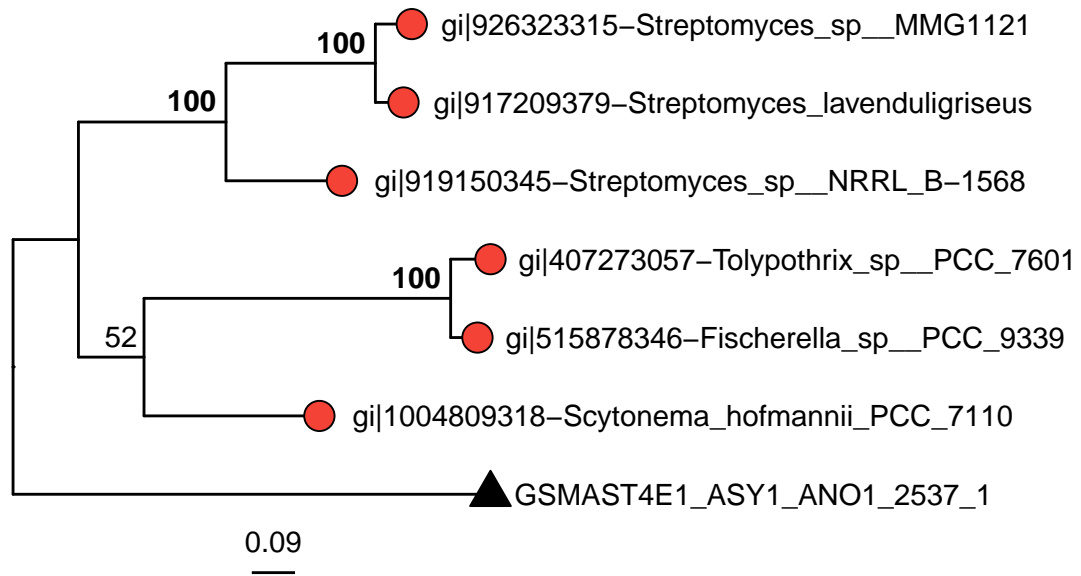 100
gi|926323315−Streptomyces_sp__MMG1121
100
gi|917209379−Streptomyces_lavenduligriseus
gi|919150345−Streptomyces_sp__NRRL_B−1568
100
gi|407273057−Tolypothrix_sp__PCC_7601
52
gi|515878346−Fischerella_sp__PCC_9339
gi|1004809318−Scytonema_hofmannii_PCC_7110
GSMAST4E1_ASY1_ANO1_2537_1
0.09